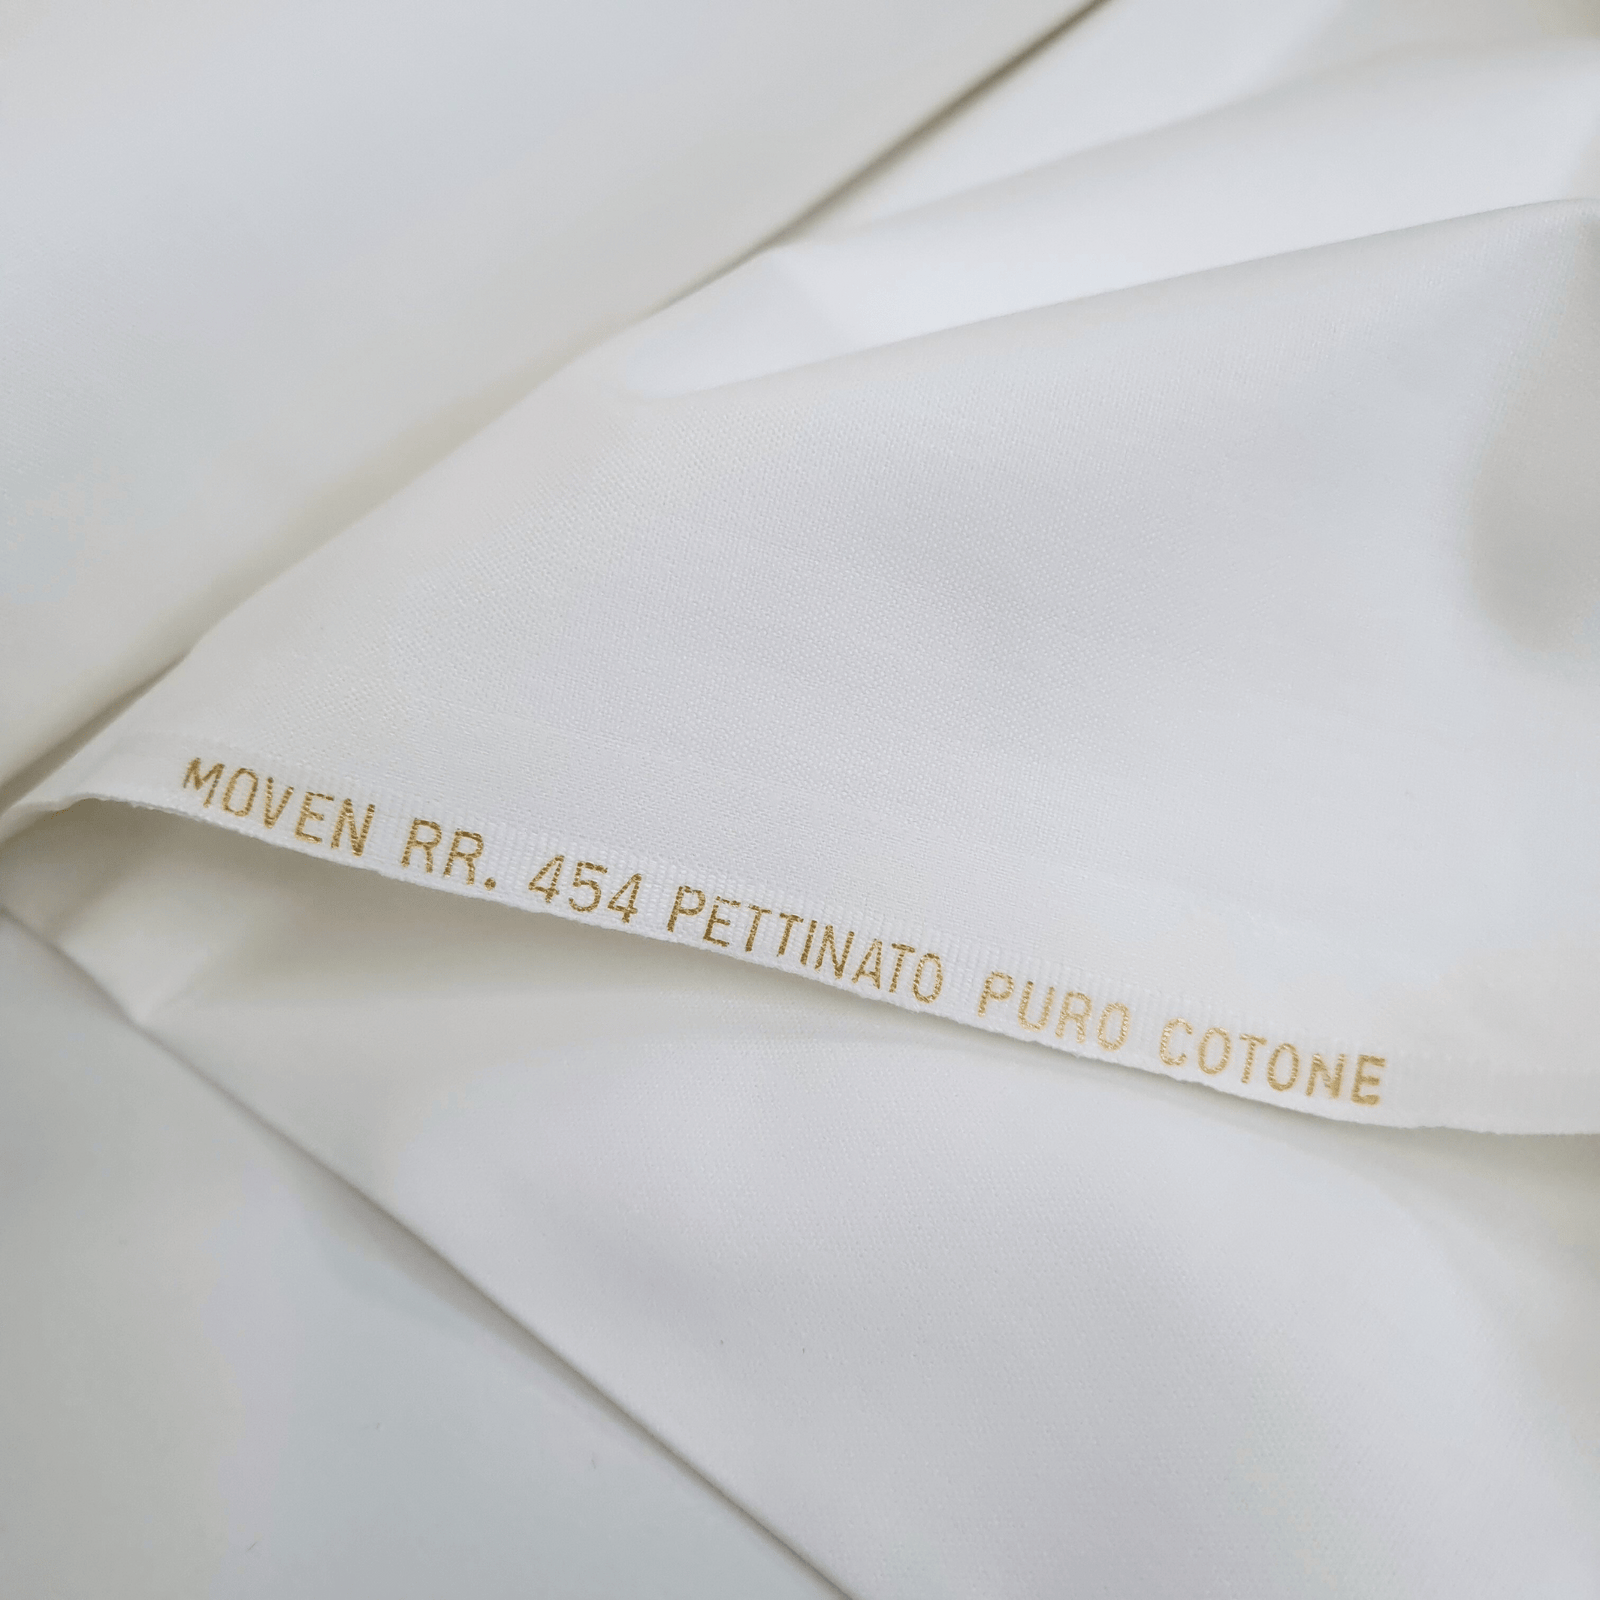 MOVEN RR. 454 PETTINATO PURO COTONE